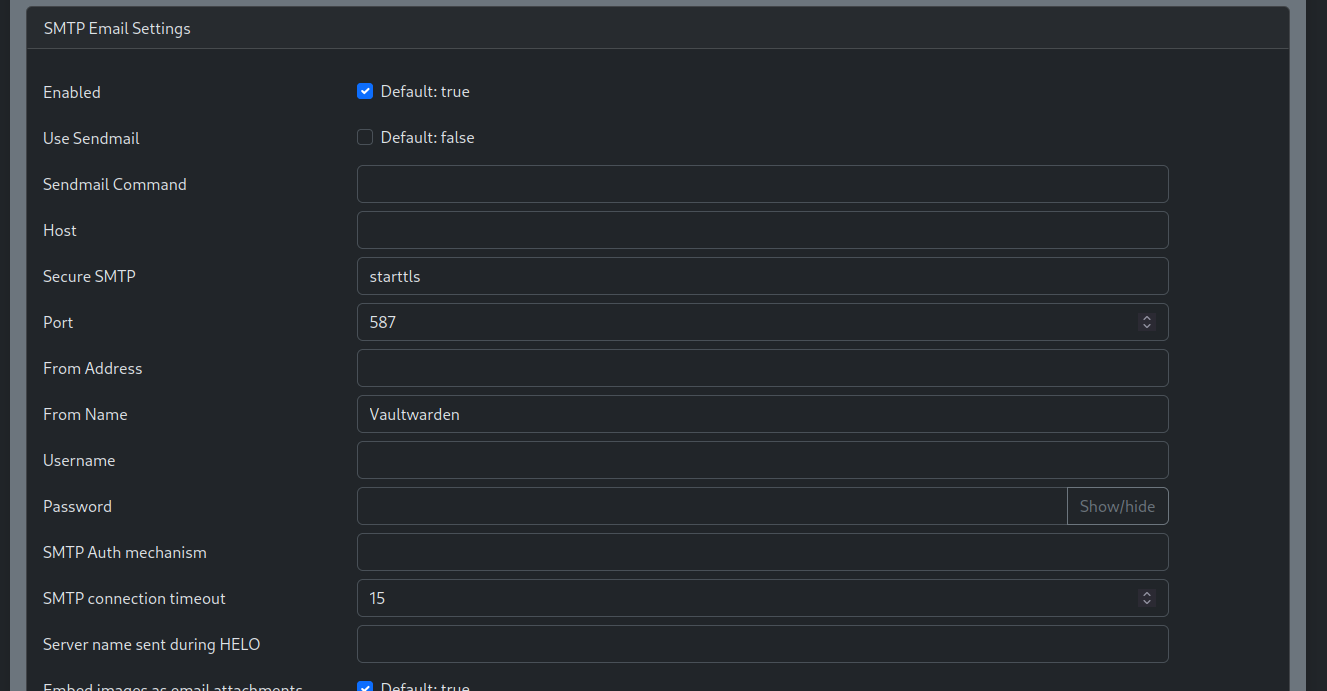 SMTP Email Settings
Enabled Default: true
Use Sendmail Default: false
Sendmail Command
Host
Secure SMTP starttls
Port 587
From Address
From Name Vaultwarden
Username
Password Show/hide
SMTP Auth mechanism
SMTP connection timeout 15
Server name sent during HELO
Embed images as email attachments Default: true